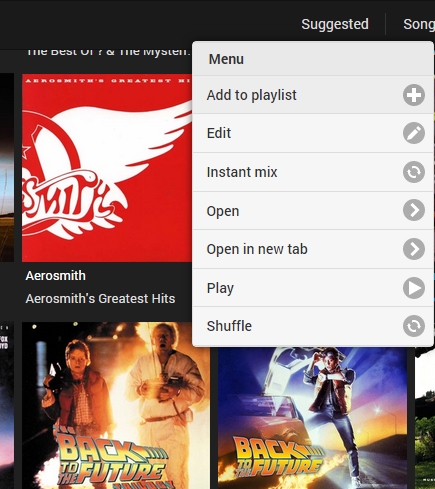 Suggested
Song
The Best Of ? & The Mysteri
Menu
Add to playlist
Edit
Instant mix
Open
Open in new tab
Play
Shuffle
AEROSMITH'S GREATEST HI
SMITH
Aerosmith
Aerosmith's Greatest Hits
BACK
TO THE FUTURE
BACK
TO THE FUTURE